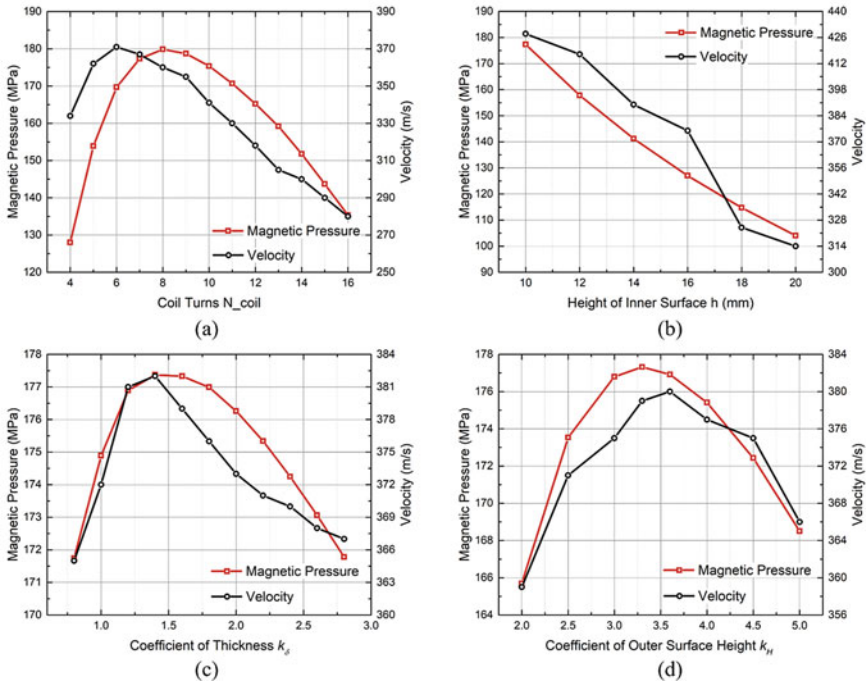 190
180
170
160
150
140
130
120
390
370
350
330
310
290
270
250
4 6 8 10 12 14 16
Magnetic Pressure (MPa)
Velocity (m/s)
Magnetic Pressure
Velocity
Coil Turns N_coil
(a)
190
180
170
160
150
140
130
120
110
100
90
440
426
412
398
384
370
356
342
328
314
300
10 12 14 16 18 20
Magnetic Pressure (MPa)
Velocity
Magnetic Pressure
Velocity
Height of Inner Surface h (mm)
(b)
178
177
176
175
174
173
172
171
170
384
381
378
375
372
369
366
363
360
1.0 1.5 2.0 2.5 3.0
Magnetic Pressure (MPa)
Velocity (m/s)
Magnetic Pressure
Velocity
Coefficient of Thickness kδ
(c)
178
176
174
172
170
168
166
164
384
380
376
372
368
364
360
356
2.0 2.5 3.0 3.5 4.0 4.5 5.0
Magnetic Pressure (MPa)
Velocity (m/s)
Magnetic Pressure
Velocity
Coefficient of Outer Surface Height kH
(d)